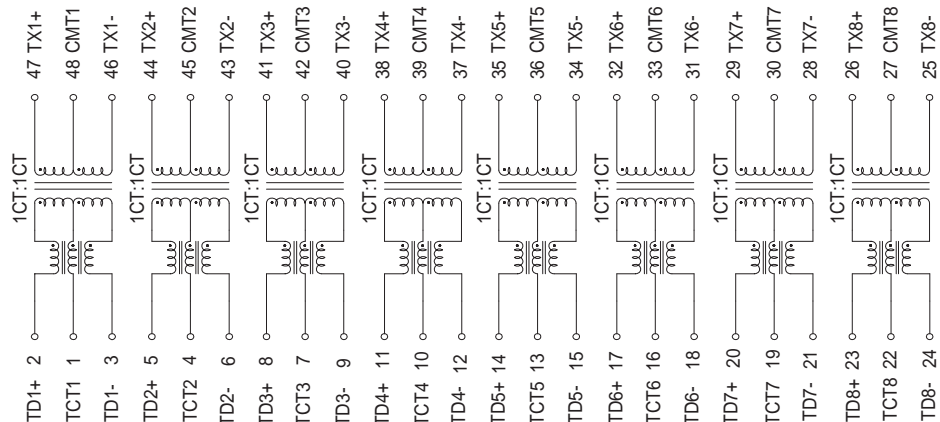 47 TX1+
48 CMT1
46 TX1-
44 TX2+
45 CMT2
43 TX2-
41 TX3+
42 CMT3
40 TX3-
38 TX4+
39 CMT4
37 TX4-
35 TX5+
36 CMT5
34 TX5-
32 TX6+
33 CMT6
31 TX6-
29 TX7+
30 CMT7
28 TX7-
26 TX8+
27 CMT8
25 TX8-
1CT:1CT
1CT:1CT
1CT:1CT
1CT:1CT
1CT:1CT
1CT:1CT
1CT:1CT
1CT:1CT
TD1+ 2
TCT1 1
TD1- 3
TD2+ 5
TCT2 4
TD2- 6
TD3+ 8
TCT3 7
TD3- 9
TD4+ 11
TCT4 10
TD4- 12
TD5+ 14
TCT5 13
TD5- 15
TD6+ 17
TCT6 16
TD6- 18
TD7+ 20
TCT7 19
TD7- 21
TD8+ 23
TCT8 22
TD8- 24